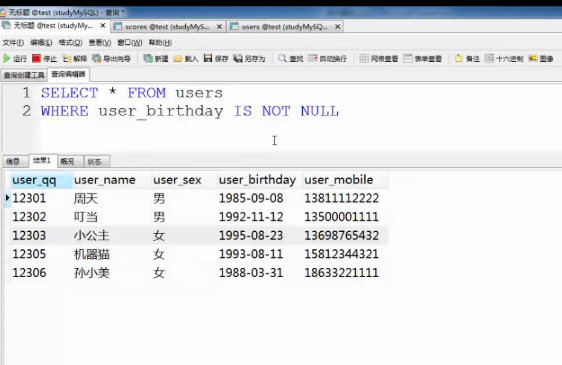 无标题 @test (studyMySQL) - 查询 *
无标题 @test (studyMy... scores @test (studyMyS... users @test (studyMySQL)...
文件(F) 编辑(E) 格式(O) 查看(V) 窗口(W) 帮助(H)
运行 停止 解释 导出向导 新建 载入 保存 另存为 查找 自动换行 网格查看 表单查看 备注 十六进制 图像
查询创建工具 查询编辑器
1 SELECT * FROM users
2 WHERE user_birthday IS NOT NULL
信息 结果1 概况 状态
user_qq user_name user_sex user_birthday user_mobile
12301 周天 男 1985-09-08 13811112222
12302 叮当 男 1992-11-12 13500001111
12303 小公主 女 1995-08-23 13698765432
12305 机器猫 女 1993-08-11 15812344321
12306 孙小美 女 1988-03-31 18633221111